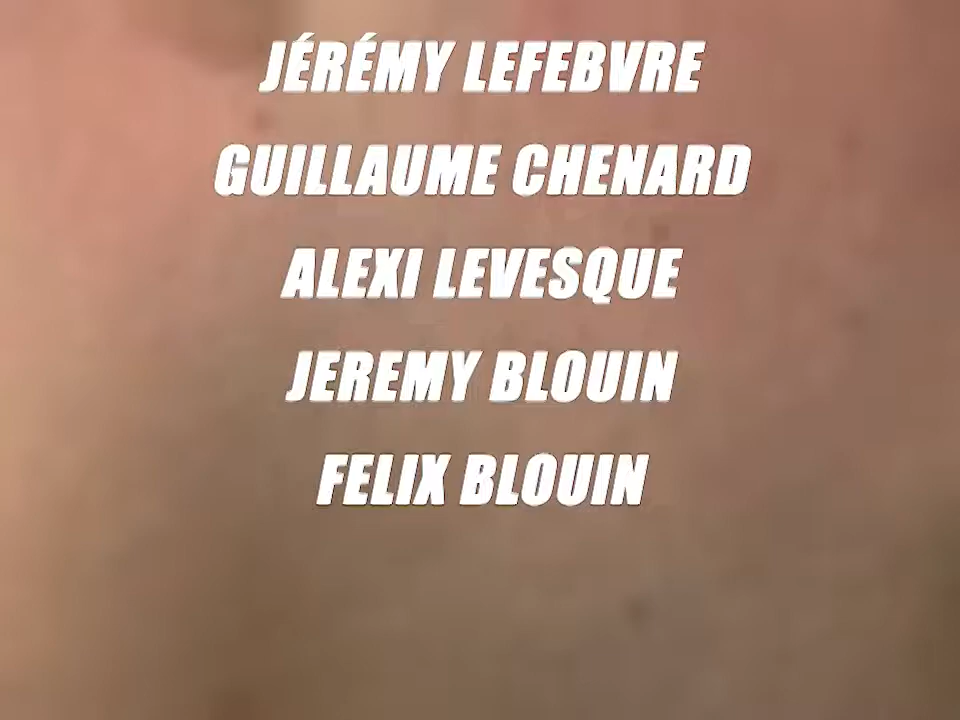 JÉRÉMY LEFEBVRE
GUILLAUME CHENARD
ALEXI LEVESQUE
JEREMY BLOUIN
FELIX BLOUIN